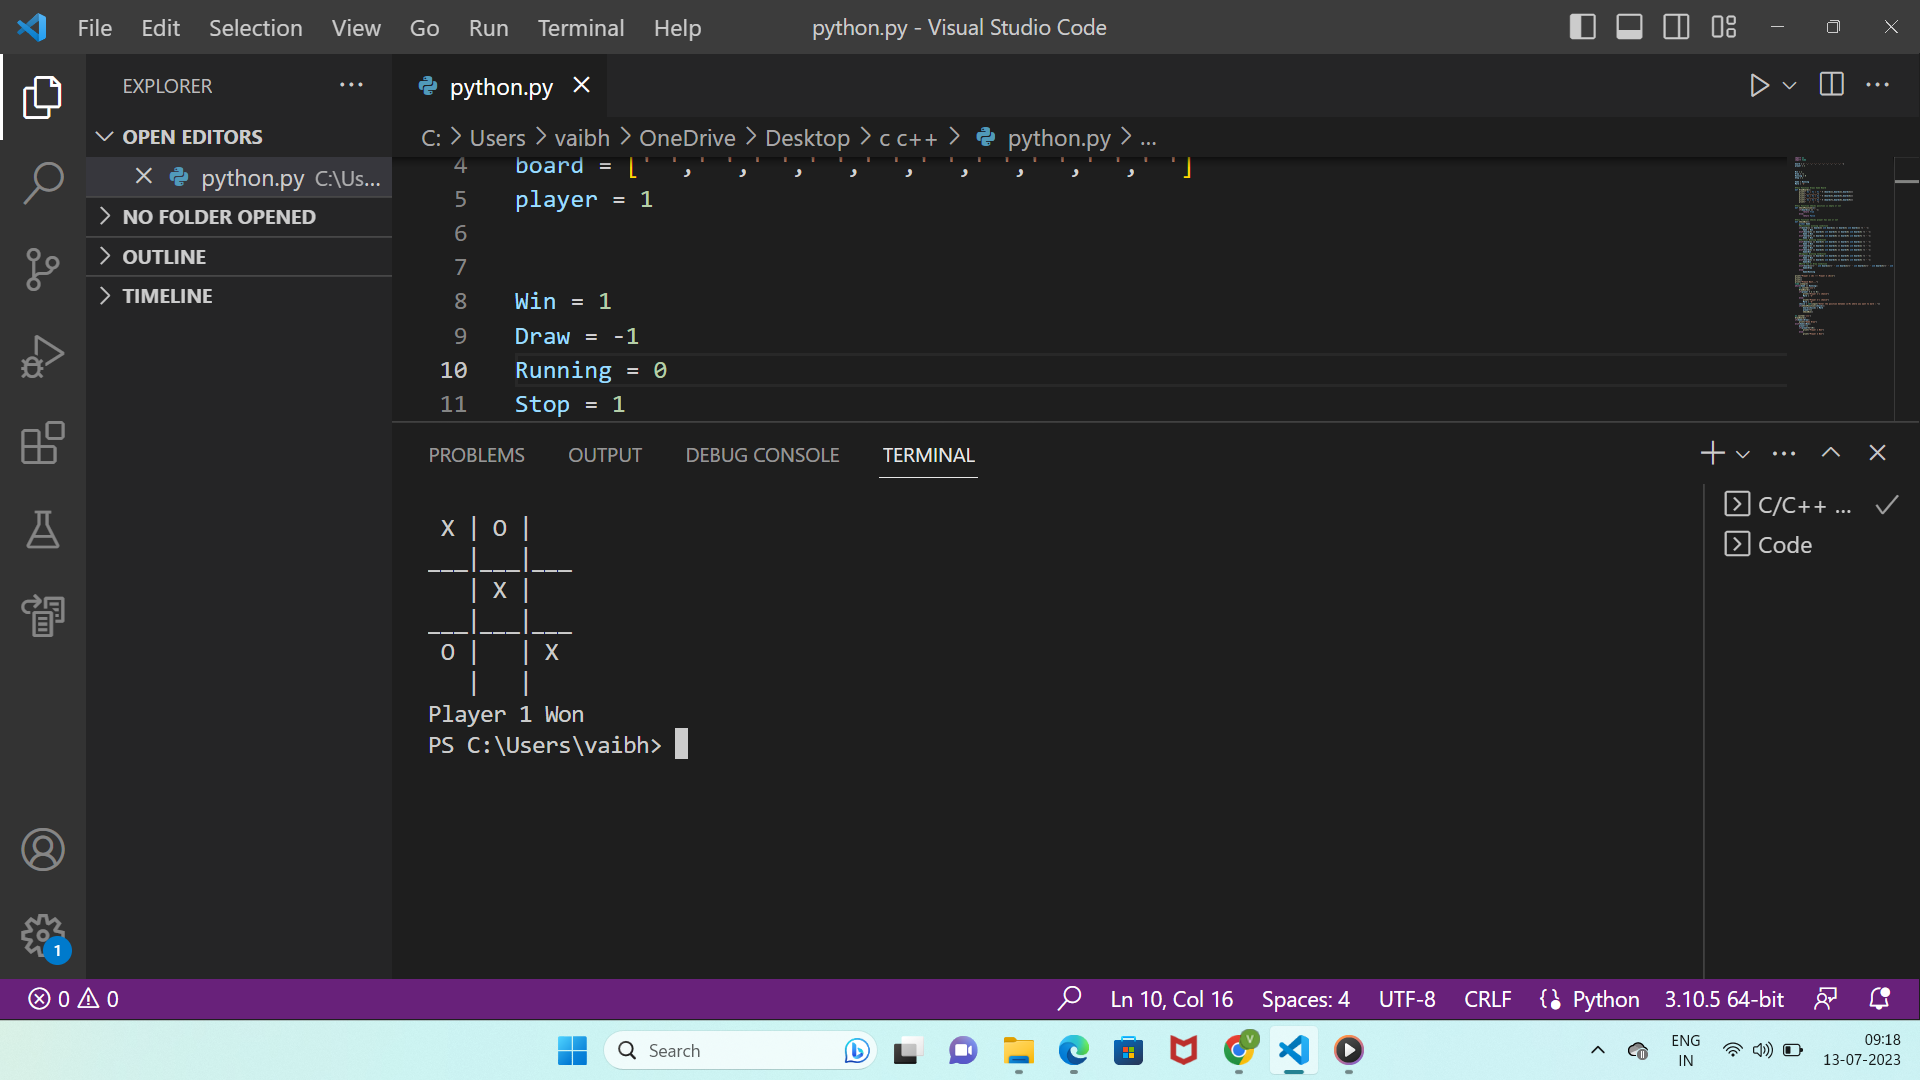 File Edit Selection View Go Run Terminal Help
python.py - Visual Studio Code
EXPLORER
OPEN EDITORS
python.py C:\Us...
NO FOLDER OPENED
OUTLINE
TIMELINE
python.py
C: > Users > vaibh > OneDrive > Desktop > c c++ > python.py > ...
4 board = [' ',' ',' ',' ',' ',' ',' ',' ',' ',' ']
5 player = 1
6
7
8 Win = 1
9 Draw = -1
10 Running = 0
11 Stop = 1
PROBLEMS OUTPUT DEBUG CONSOLE TERMINAL
X | O |
___|___|___
| X |
___|___|___
O | | X
| |
Player 1 Won
PS C:\Users\vaibh>
C/C++ ...
Code
1
0 0
Ln 10, Col 16 Spaces: 4 UTF-8 CRLF Python 3.10.5 64-bit
Search
V
ENG
IN
09:18
13-07-2023